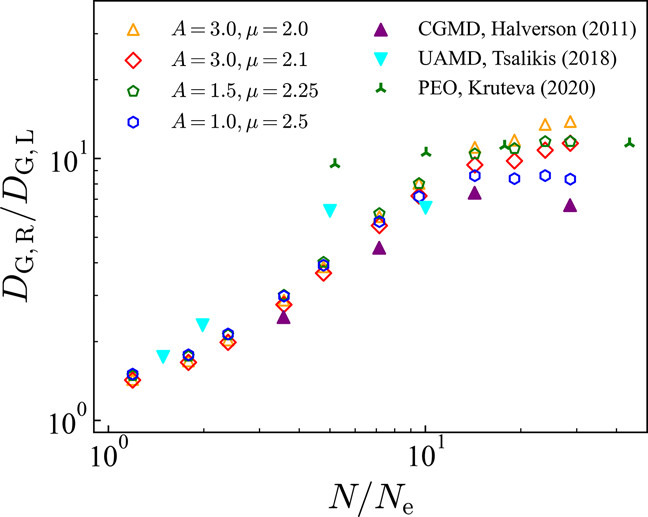 A = 3.0, μ = 2.0
A = 3.0, μ = 2.1
A = 1.5, μ = 2.25
A = 1.0, μ = 2.5
CGMD, Halverson (2011)
UAMD, Tsalikis (2018)
PEO, Kruteva (2020)
D_G,R/D_G,L
10¹
10⁰
10⁰
10¹
N/N_e